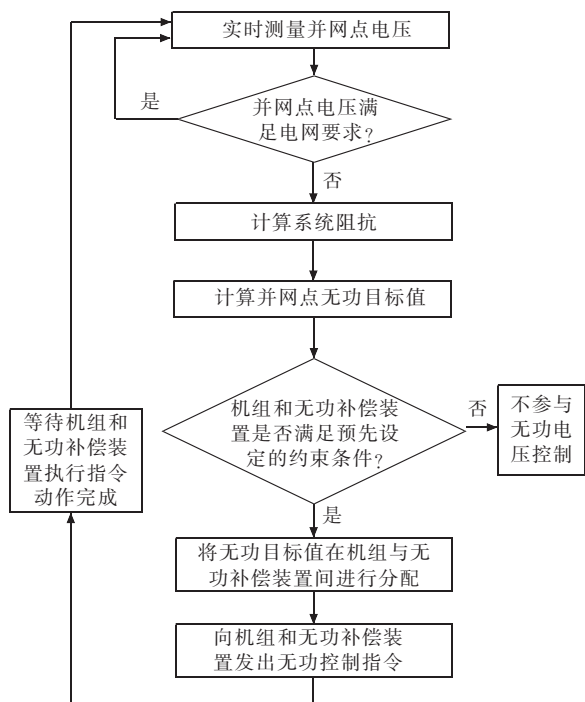 实时测量并网点电压
是
并网点电压满
足电网要求?
否
计算系统阻抗
计算并网点无功目标值
机组和无功补偿装
置是否满足预先设
定的约束条件?
否
不参与
无功电
压控制
等待机组和
无功补偿装
置执行指令
动作完成
是
将无功目标值在机组与无
功补偿装置间进行分配
向机组和无功补偿装
置发出无功控制指令